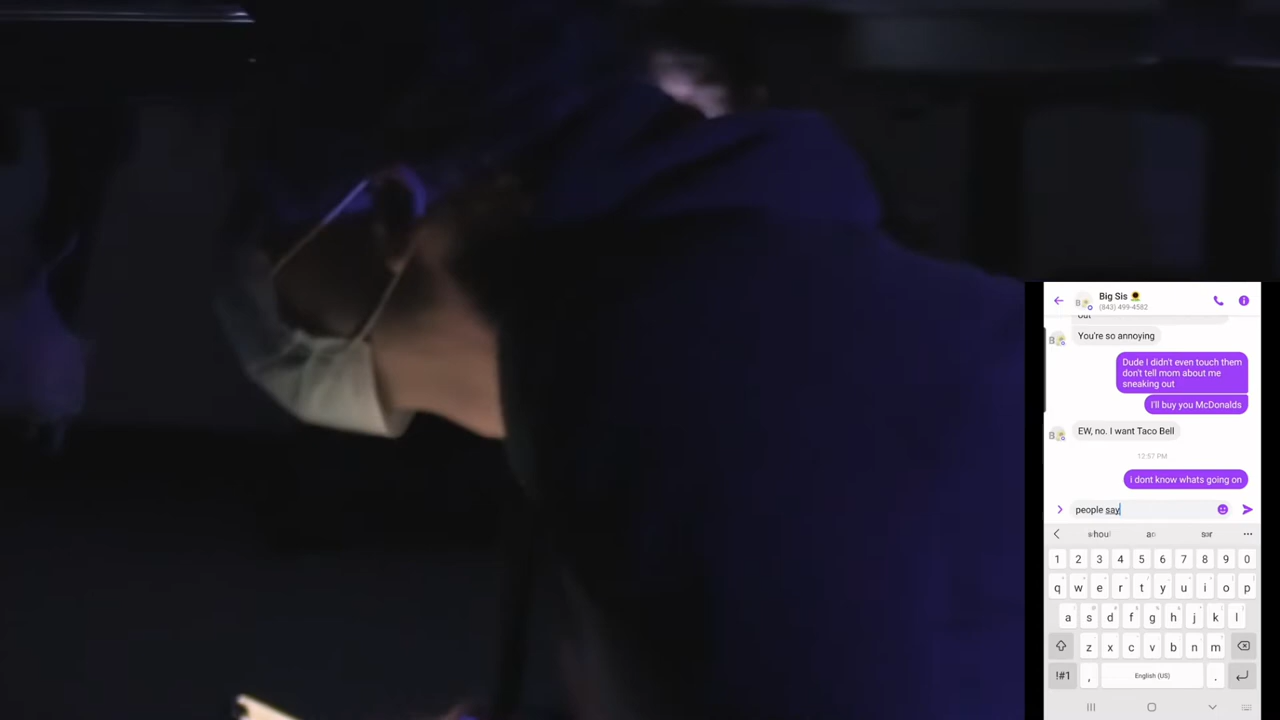 Big Sis
(843) 499-4582
out
You're so annoying
Dude I didn't even touch them
don't tell mom about me
sneaking out
I'll buy you McDonalds
EW, no. I want Taco Bell
12:57 PM
i dont know whats going on
people say
1 2 3 4 5 6 7 8 9 0
q w e r t y u i o p
a s d f g h j k l
z x c v b n m
!#1 , English (US) .